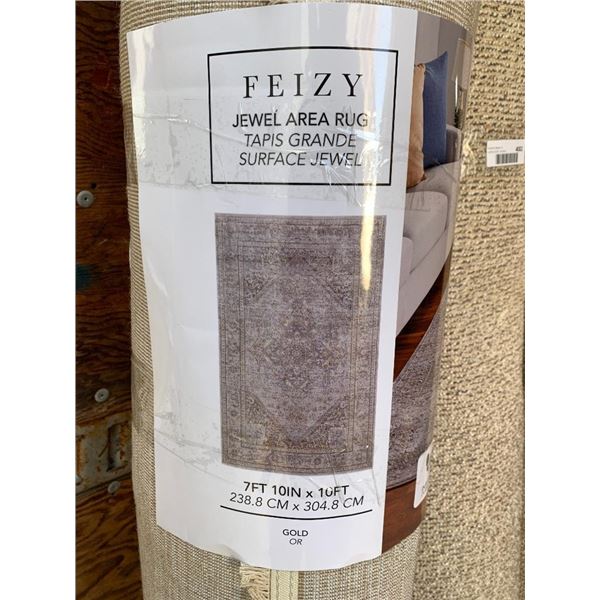 FEIZY
JEWEL AREA RUG
TAPIS GRANDE
SURFACE JEWEL
7FT 10IN x 10FT
238.8 CM x 304.8 CM
GOLD
OR